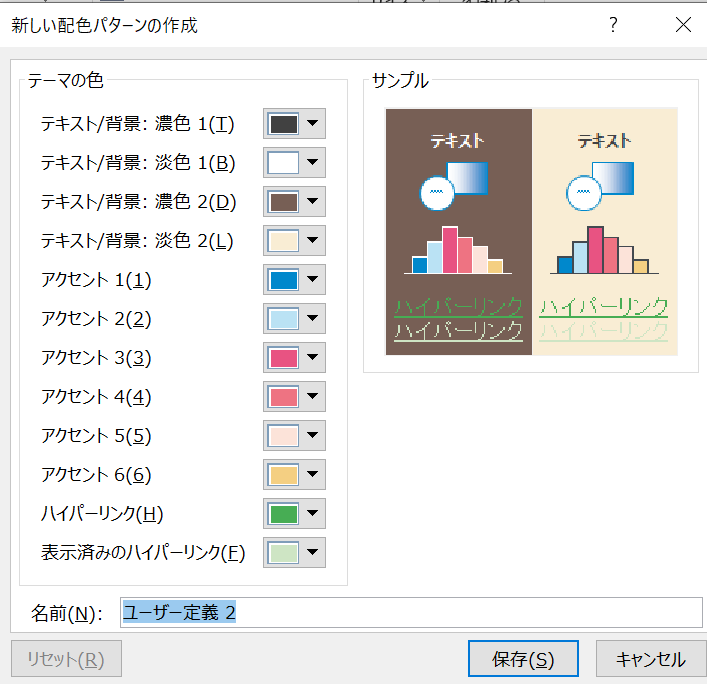 新しい配色パターンの作成
?
テーマの色
テキスト/背景: 濃色 1(T)
テキスト/背景: 淡色 1(B)
テキスト/背景: 濃色 2(D)
テキスト/背景: 淡色 2(L)
アクセント 1(1)
アクセント 2(2)
アクセント 3(3)
アクセント 4(4)
アクセント 5(5)
アクセント 6(6)
ハイパーリンク(H)
表示済みのハイパーリンク(F)
サンプル
テキスト
ハイパーリンク
ハイパーリンク
テキスト
ハイパーリンク
ハイパーリンク
名前(N):
ユーザー定義 2
リセット(R)
保存(S)
キャンセル